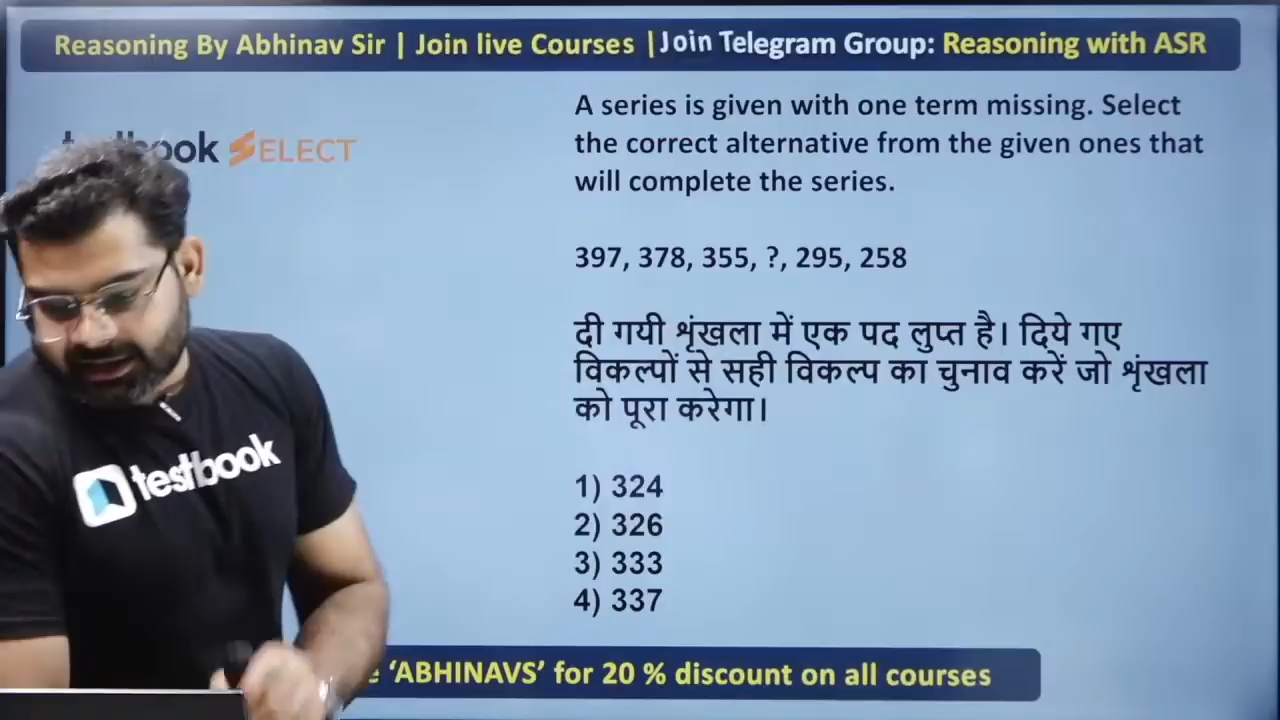 Reasoning By Abhinav Sir | Join live Courses | Join Telegram Group: Reasoning with ASR
A series is given with one term missing. Select
the correct alternative from the given ones that
will complete the series.
SELECT
397, 378, 355, ?, 295, 258
दी गयी शृंखला में एक पद लुप्त है। दिये गए
विकल्पों से सही विकल्प का चुनाव करें जो शृंखला
को पूरा करेगा।
testbook
1) 324
2) 326
3) 333
4) 337
‘ABHINAVS’ for 20 % discount on all courses